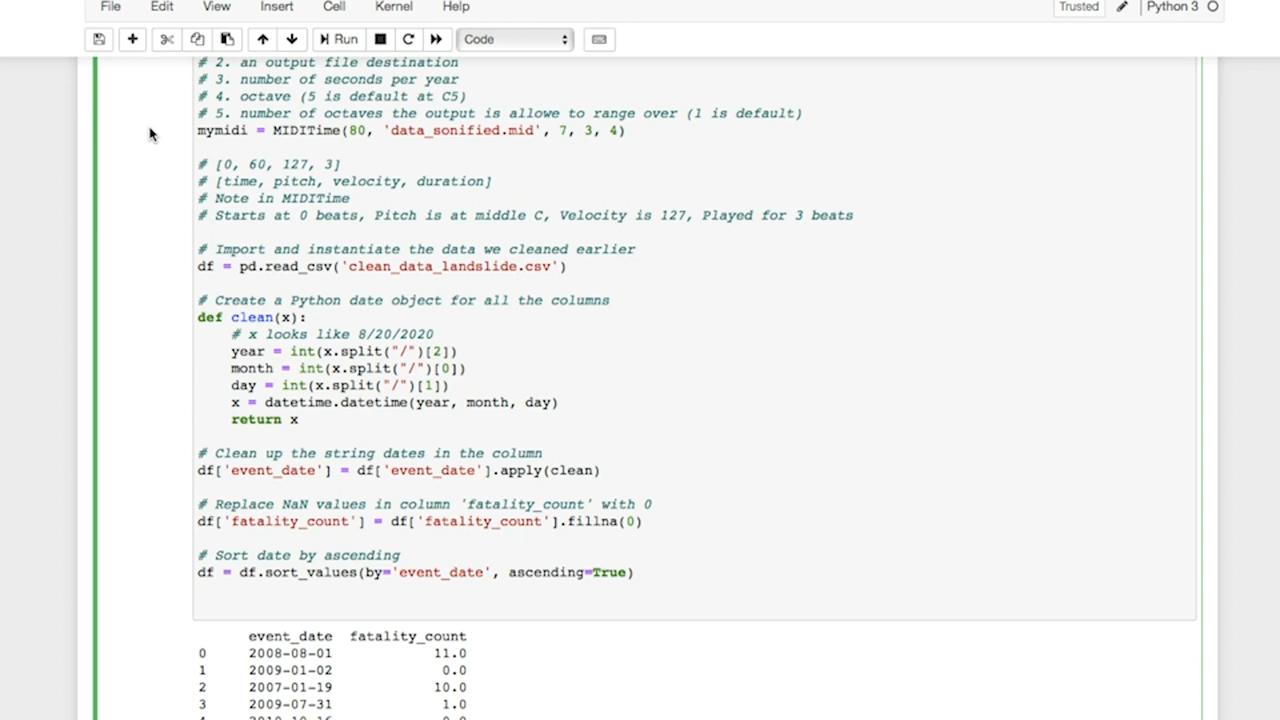 File Edit View Insert Cell Kernel Help Trusted Python 3
Run Code
# 2. an output file destination
# 3. number of seconds per year
# 4. octave (5 is default at C5)
# 5. number of octaves the output is allowe to range over (1 is default)
mymidi = MIDITime(80, 'data_sonified.mid', 7, 3, 4)
# [0, 60, 127, 3]
# [time, pitch, velocity, duration]
# Note in MIDITime
# Starts at 0 beats, Pitch is at middle C, Velocity is 127, Played for 3 beats
# Import and instantiate the data we cleaned earlier
df = pd.read_csv('clean_data_landslide.csv')
# Create a Python date object for all the columns
def clean(x):
# x looks like 8/20/2020
year = int(x.split("/")[2])
month = int(x.split("/")[0])
day = int(x.split("/")[1])
x = datetime.datetime(year, month, day)
return x
# Clean up the string dates in the column
df['event_date'] = df['event_date'].apply(clean)
# Replace NaN values in column 'fatality_count' with 0
df['fatality_count'] = df['fatality_count'].fillna(0)
# Sort date by ascending
df = df.sort_values(by='event_date', ascending=True)
event_date fatality_count
0 2008-08-01 11.0
1 2009-01-02 0.0
2 2007-01-19 10.0
3 2009-07-31 1.0